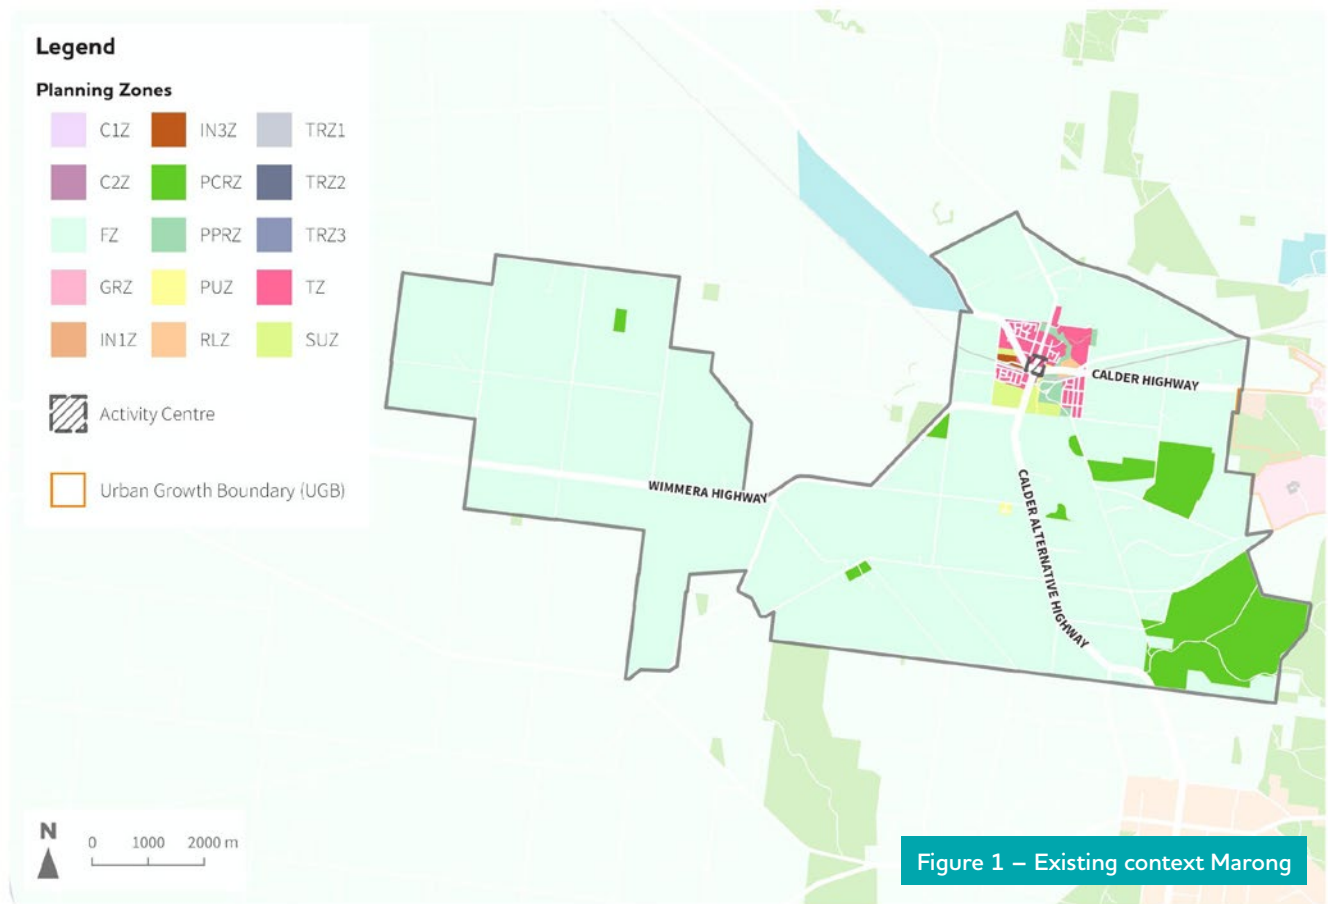 Legend
Planning Zones
C1Z IN3Z TRZ1
C2Z PCRZ TRZ2
FZ PPRZ TRZ3
GRZ PUZ TZ
IN1Z RLZ SUZ
Activity Centre
Urban Growth Boundary (UGB)
CALDER HIGHWAY
WIMMERA HIGHWAY
CALDER ALTERNATIVE HIGHWAY
N
0 1000 2000 m
Figure 1 – Existing context Marong